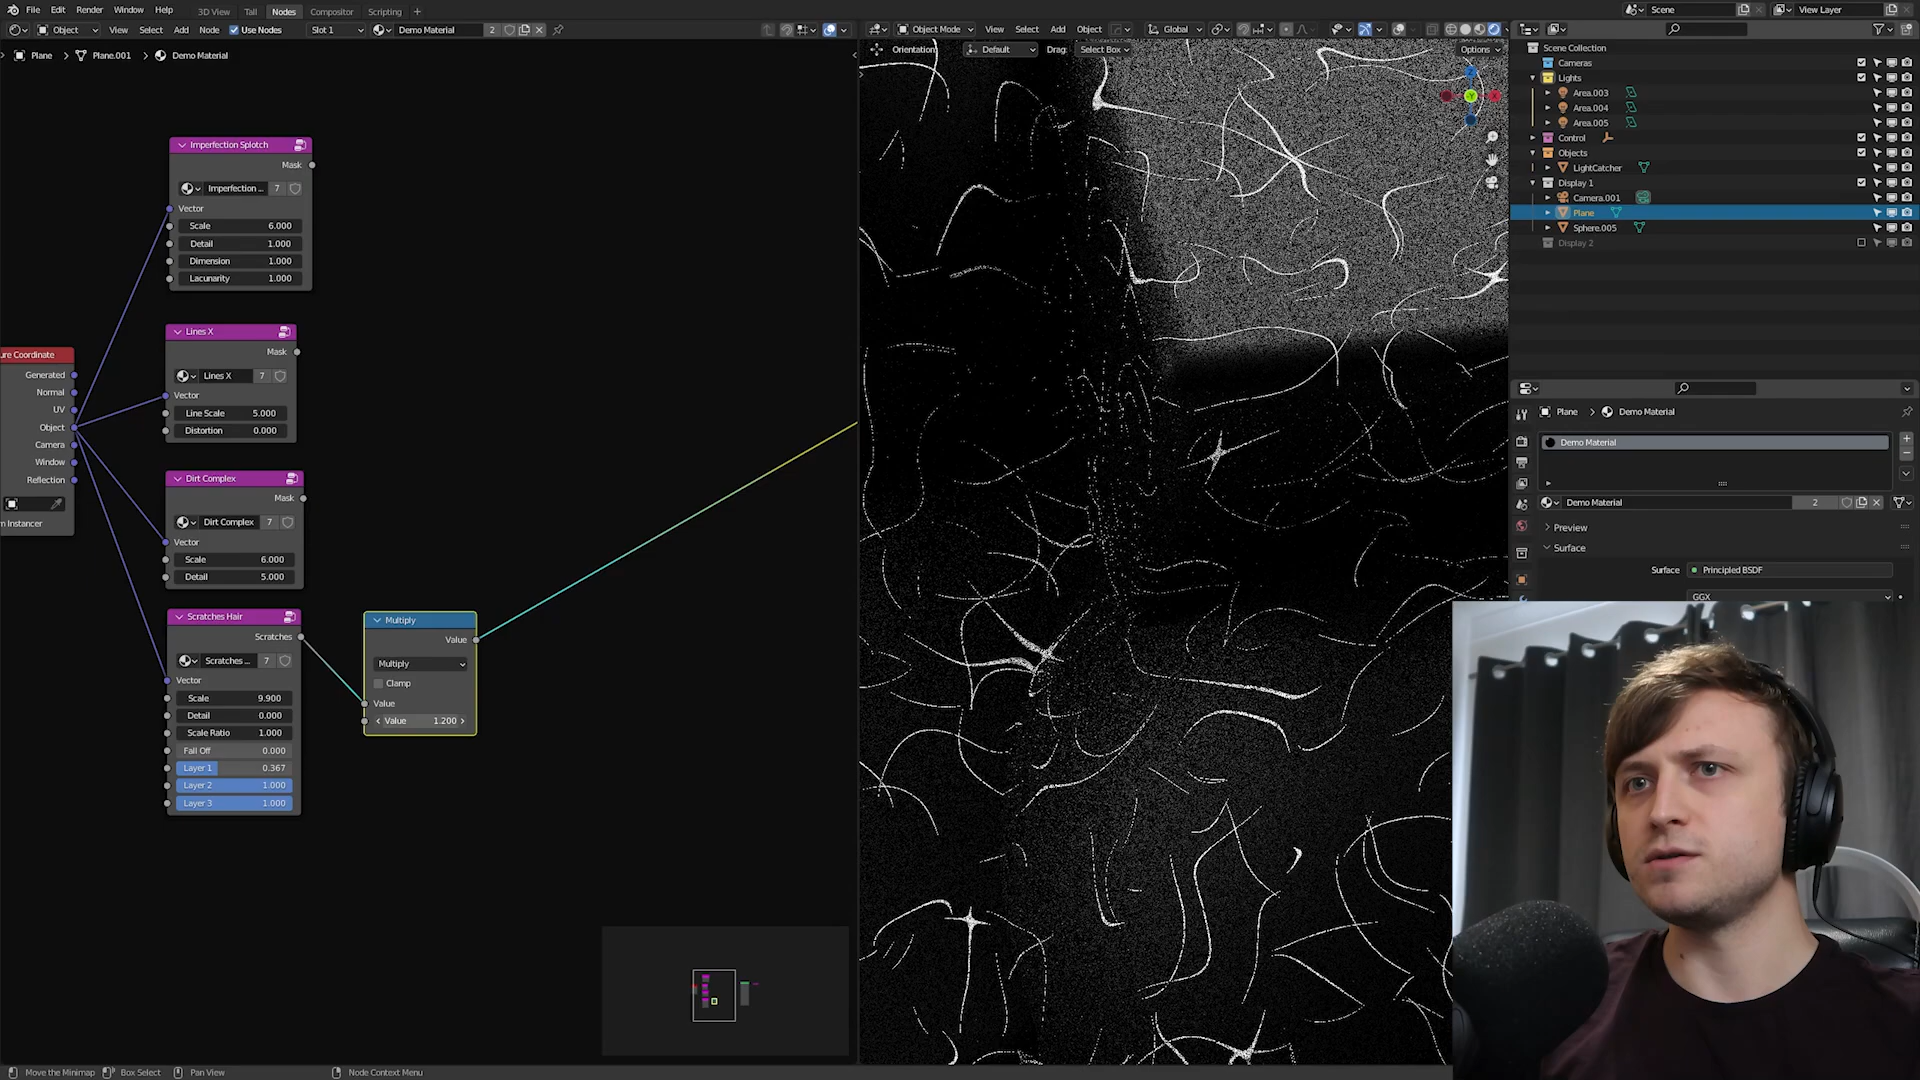 File Edit Render Window Help 3D View Tall Nodes Compositor Scripting + Scene View Layer
Object View Select Add Node Use Nodes Slot 1 Demo Material 2
Object Mode View Select Add Object Global
Orientation: Default Drag: Select Box Options
Plane > Plane.001 > Demo Material
Scene Collection
Cameras
Lights
Area.003
Area.004
Area.005
Control
Objects
LightCatcher
Display 1
Camera.001
Plane
Sphere.005
Display 2
Imperfection Splotch
Mask
Imperfection ... 7
Vector
Scale 6.000
Detail 1.000
Dimension 1.000
Lacunarity 1.000
Lines X
Mask
Lines X 7
Vector
Line Scale 5.000
Distortion 0.000
ure Coordinate
Generated
Normal
UV
Object
Camera
Window
Reflection
m Instancer
Dirt Complex
Mask
Dirt Complex 7
Vector
Scale 6.000
Detail 5.000
Scratches Hair
Scratches
Scratches ... 7
Vector
Scale 9.900
Detail 0.000
Scale Ratio 1.000
Fall Off 0.000
Layer 1 0.367
Layer 2 1.000
Layer 3 1.000
Multiply
Value
Multiply
Clamp
Value
Value 1.200
Plane > Demo Material
Demo Material
Demo Material 2
Preview
Surface
Surface Principled BSDF
GGX
Move the Minimap Box Select Pan View Node Context Menu